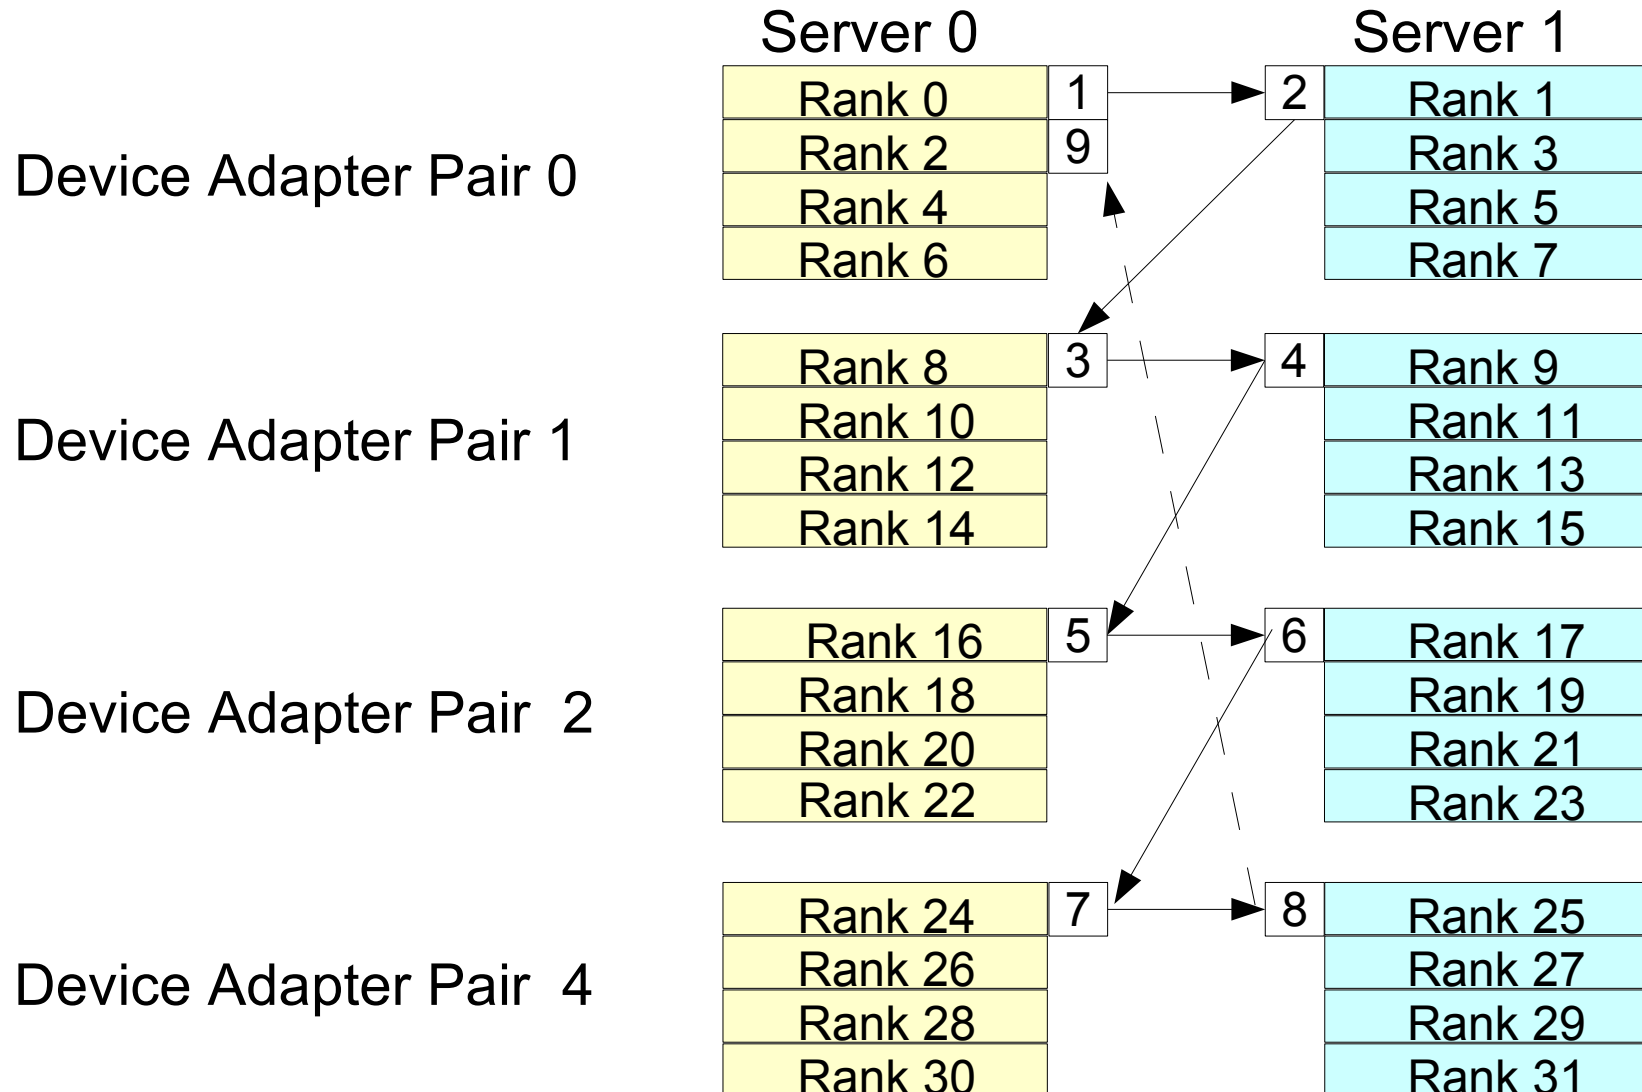 Server 0 Server 1
Rank 0 1 2 Rank 1
Rank 2 9 Rank 3
Device Adapter Pair 0
Rank 4 Rank 5
Rank 6 Rank 7
Rank 8 3 4 Rank 9
Rank 10 Rank 11
Device Adapter Pair 1
Rank 12 Rank 13
Rank 14 Rank 15
Rank 16 5 6 Rank 17
Rank 18 Rank 19
Device Adapter Pair 2
Rank 20 Rank 21
Rank 22 Rank 23
Rank 24 7 8 Rank 25
Rank 26 Rank 27
Device Adapter Pair 4
Rank 28 Rank 29
Rank 30 Rank 31